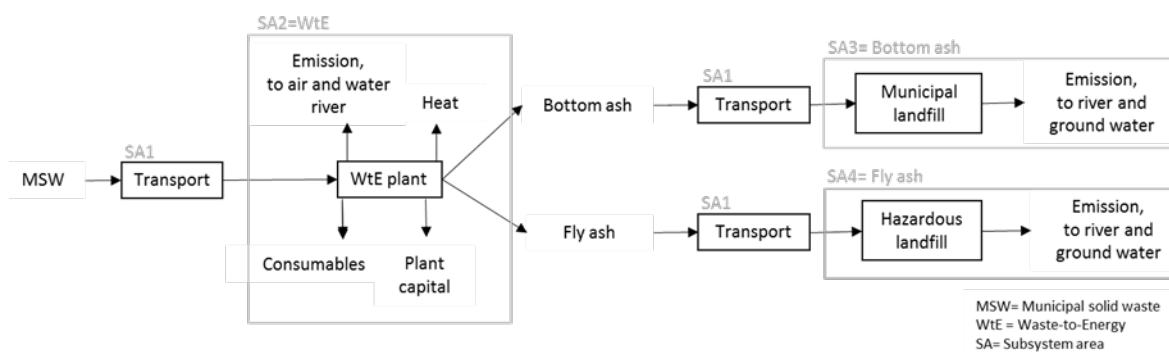 SA2=WtE
Emission,
to air and water
river
Heat
SA1
MSW
Transport
WtE plant
Consumables
Plant
capital
Bottom ash
SA1
Transport
SA3= Bottom ash
Municipal
landfill
Emission,
to river and
ground water
Fly ash
SA1
Transport
SA4= Fly ash
Hazardous
landfill
Emission,
to river and
ground water
MSW= Municipal solid waste
WtE = Waste-to-Energy
SA= Subsystem area